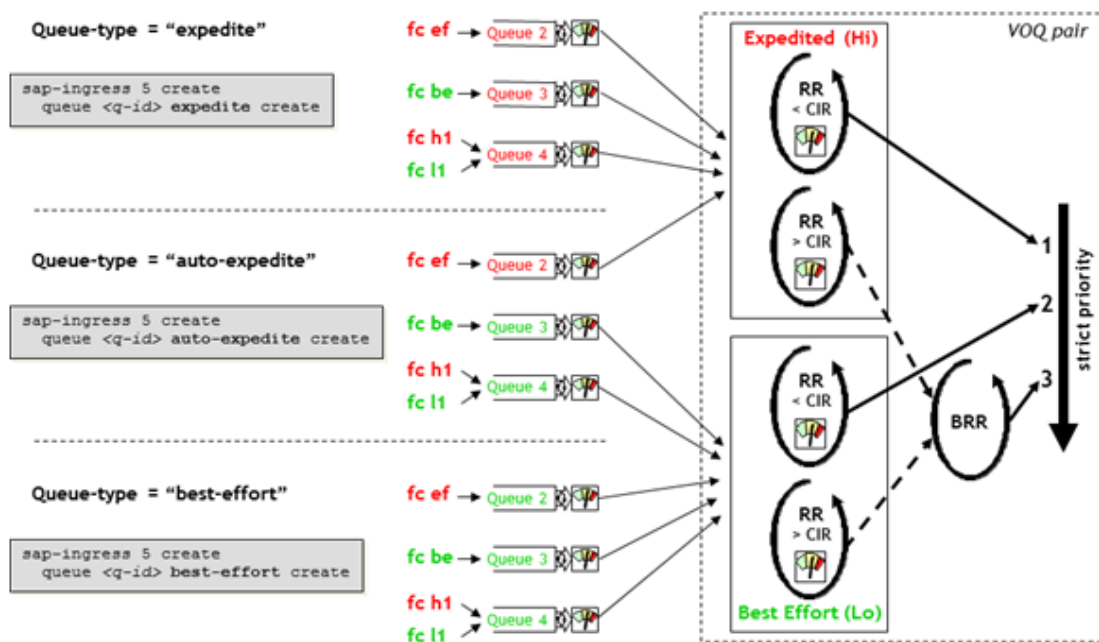 Queue-type = “expedite”
sap-ingress 5 create
queue <q-id> expedite create
fc ef
Queue 2
fc be
Queue 3
fc h1
fc l1
Queue 4
Queue-type = “auto-expedite”
sap-ingress 5 create
queue <q-id> auto-expedite create
fc ef
Queue 2
fc be
Queue 3
fc h1
fc l1
Queue 4
Queue-type = “best-effort”
sap-ingress 5 create
queue <q-id> best-effort create
fc ef
Queue 2
fc be
Queue 3
fc h1
fc l1
Queue 4
VOQ pair
Expedited (Hi)
RR
< CIR
RR
> CIR
RR
< CIR
RR
> CIR
Best Effort (Lo)
BRR
1
2
3
strict priority